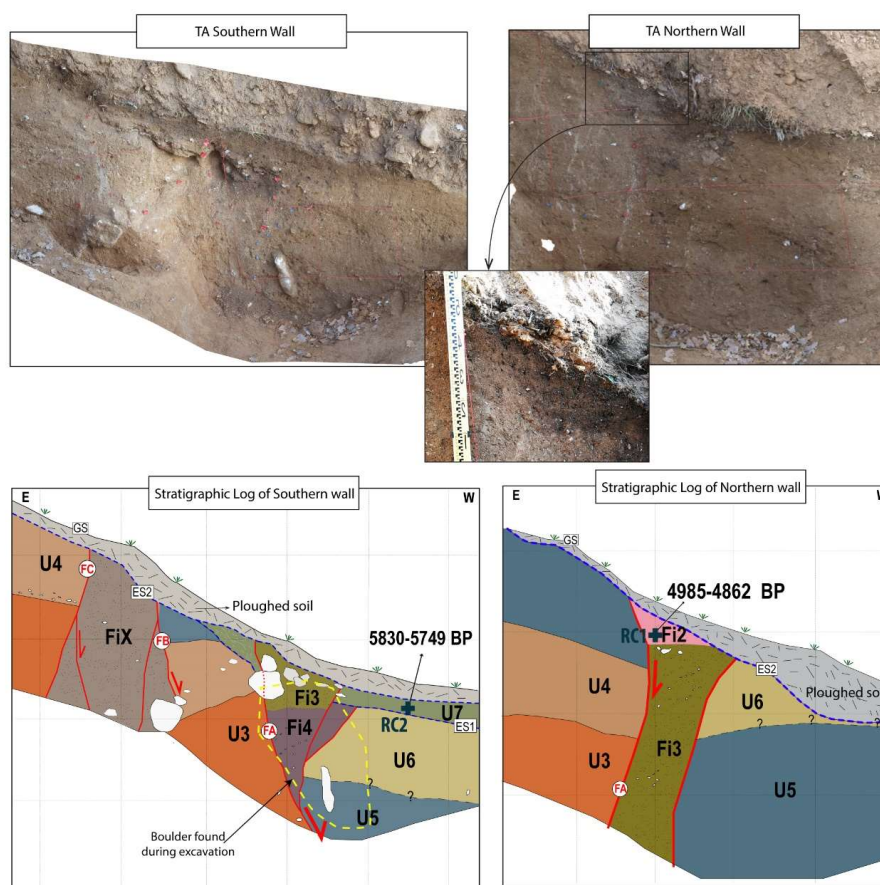 TA Southern Wall
TA Northern Wall
E
Stratigraphic Log of Southern wall
W
GS
U4
FC
ES2
Ploughed soil
FiX
FB
5830-5749 BP
Fi3
U7
RC2
ES1
U3
Fi4
FA
U6
U5
Boulder found
during excavation
?
?
E
Stratigraphic Log of Northern wall
GS
4985-4862 BP
RC1
Fi2
U4
ES2
U6
Ploughed so
?
?
U3
Fi3
U5
FA